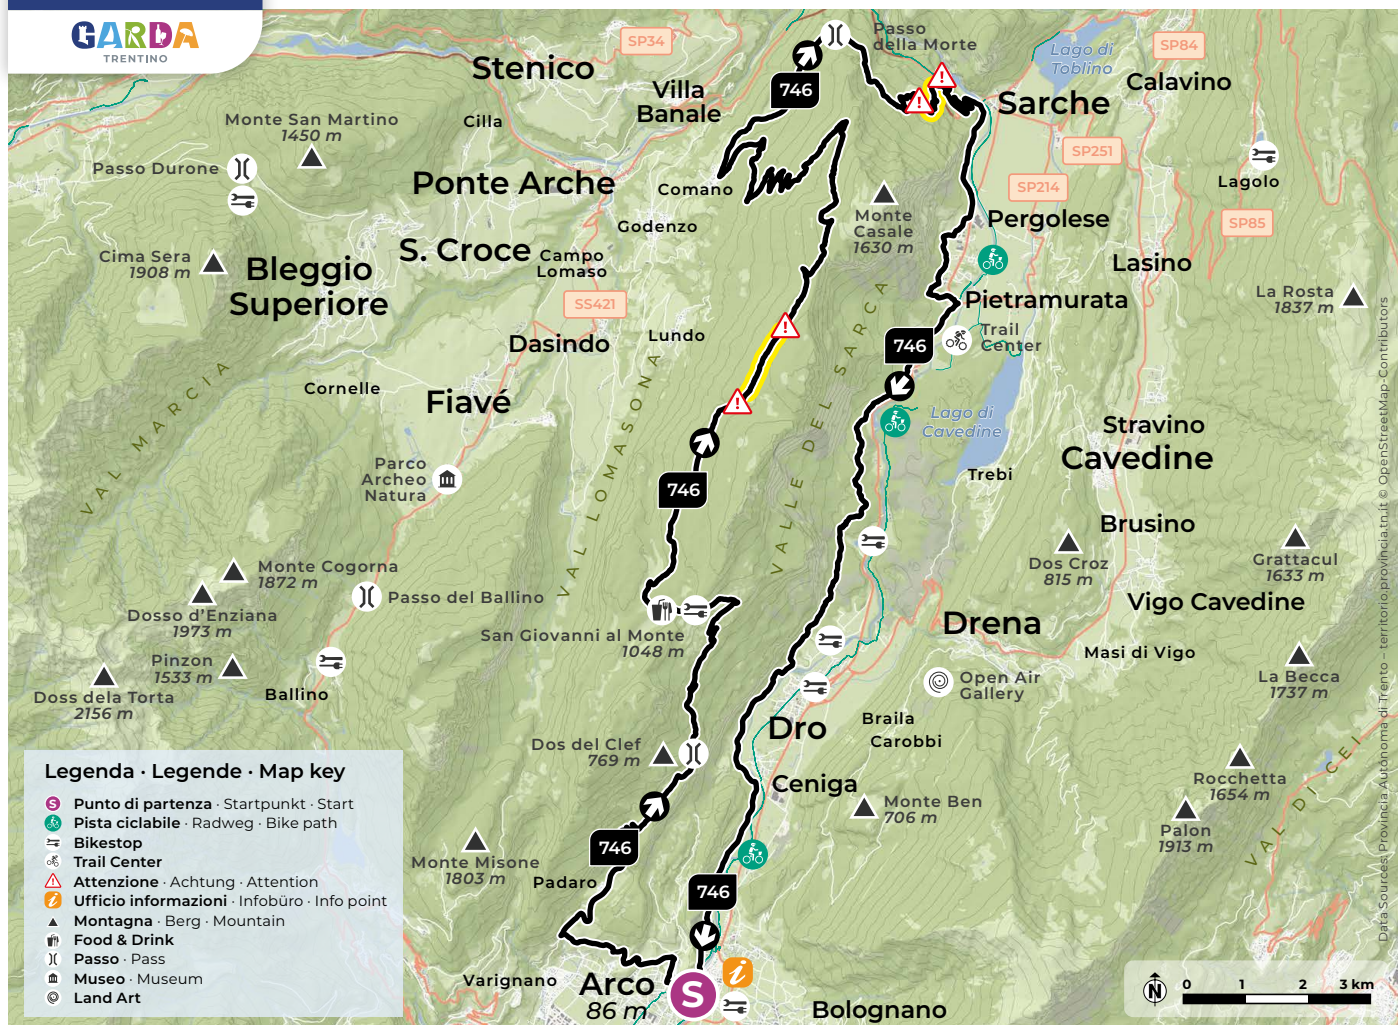 GARDA
TRENTINO
SP34
Passo
della Morte
Lago di
Toblino
SP84
Stenico
Villa
Banale
746
Calavino
Sarche
Monte San Martino
1450 m
Cilla
SP251
Passo Durone
Ponte Arche
Comano
SP214
Lagolo
Godenzo
Monte
Casale
1630 m
Pergolese
SP85
S. Croce
Campo
Lomaso
Cima Sera
1908 m
Bleggio
Superiore
Lasino
SS421
Pietramurata
La Rosta
1837 m
Dasindo
Lundo
746
Trail
Center
VAL MARCIA
Cornelle
Fiavé
VAL LOMASONA
VALLE DEL SARCA
Lago di
Cavedine
Stravino
Cavedine
Parco
Archeo
Natura
746
Trebi
Brusino
Monte Cogorna
1872 m
Dos Croz
815 m
Grattacul
1633 m
Dosso d'Enziana
1973 m
Passo del Ballino
Vigo Cavedine
San Giovanni al Monte
1048 m
Drena
Pinzon
1533 m
Masi di Vigo
Doss dela Torta
2156 m
Ballino
Open Air
Gallery
La Becca
1737 m
Dro
Braila
Carobbi
Dos del Clef
769 m
Ceniga
Rocchetta
1654 m
Monte Ben
706 m
Palon
1913 m
VAL DI CEI
746
Monte Misone
1803 m
Padaro
746
Varignano
Arco
86 m
S
i
Bolognano
Legenda · Legende · Map key
S Punto di partenza · Startpunkt · Start
Pista ciclabile · Radweg · Bike path
Bikestop
Trail Center
Attenzione · Achtung · Attention
i Ufficio informazioni · Infobüro · Info point
Montagna · Berg · Mountain
Food & Drink
Passo · Pass
Museo · Museum
Land Art
N
0 1 2 3 km
Data Sources: Provincia Autonoma di Trento - territorio.provincia.tn.it © OpenStreetMap-Contributors